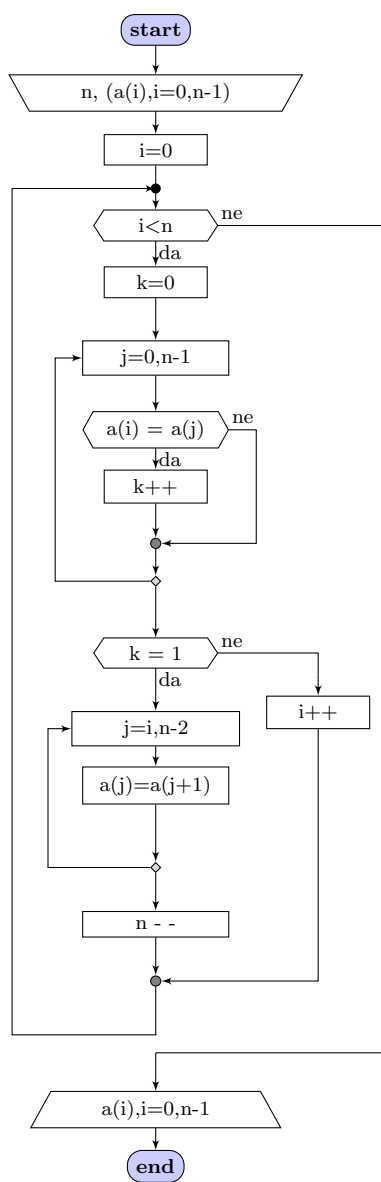 start
n, (a(i),i=0,n-1)
i=0
i<n
ne
da
k=0
j=0,n-1
a(i) = a(j)
ne
da
k++
k = 1
ne
da
i++
j=i,n-2
a(j)=a(j+1)
n - -
a(i),i=0,n-1
end